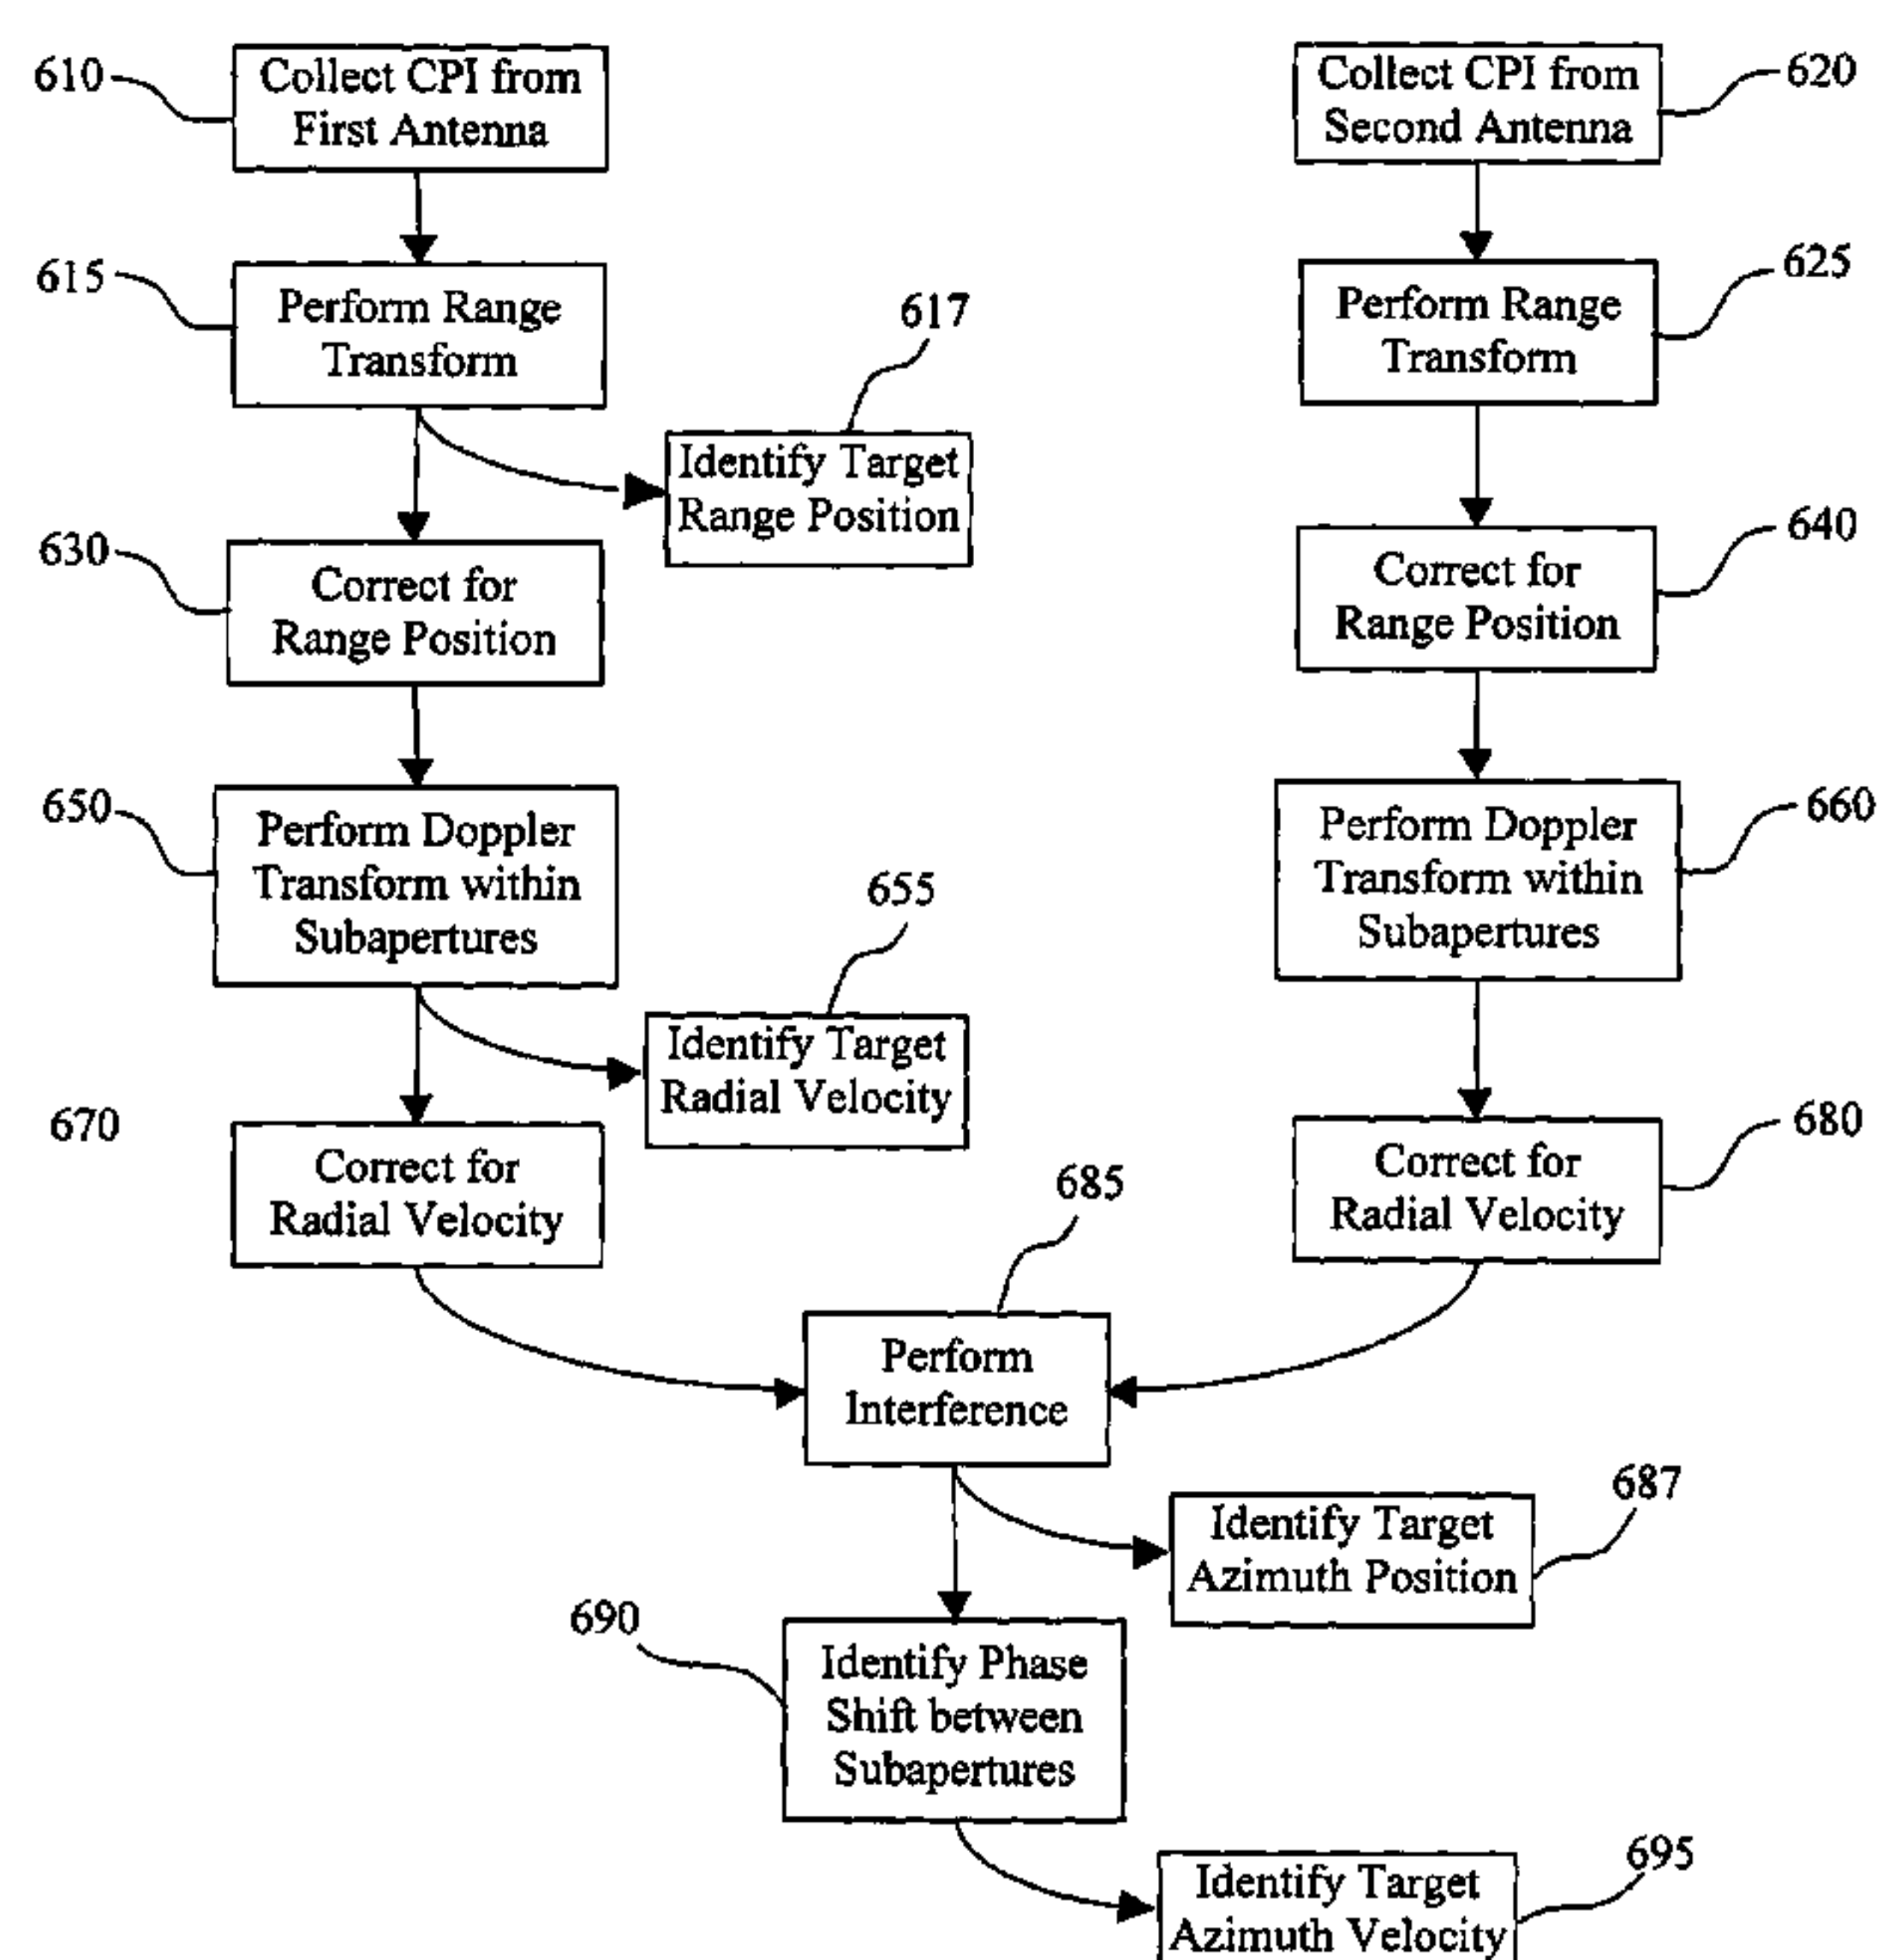 610
Collect CPI from
First Antenna
Collect CPI from
Second Antenna
620
615
Perform Range
Transform
617
Identify Target
Range Position
Perform Range
Transform
625
630
Correct for
Range Position
Correct for
Range Position
640
650
Perform Doppler
Transform within
Subapertures
655
Identify Target
Radial Velocity
Perform Doppler
Transform within
Subapertures
660
670
Correct for
Radial Velocity
Correct for
Radial Velocity
680
685
Perform
Interference
687
Identify Target
Azimuth Position
690
Identify Phase
Shift between
Subapertures
695
Identify Target
Azimuth Velocity